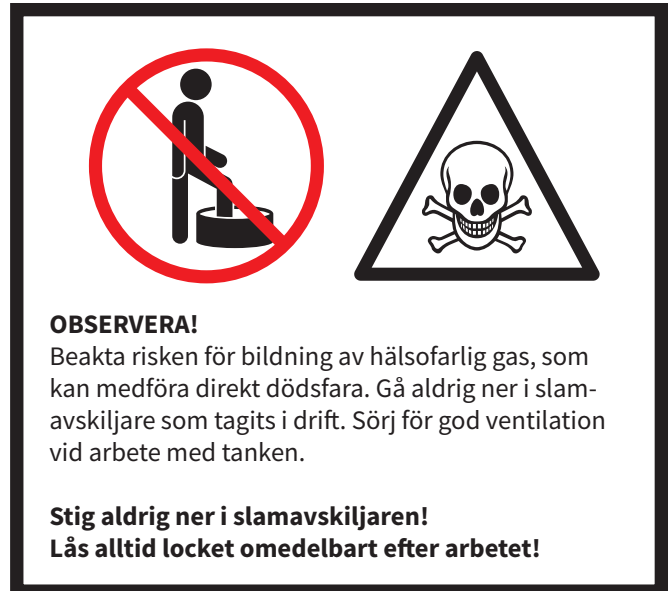 OBSERVERA!
Beakta risken för bildning av hälsofarlig gas, som
kan medföra direkt dödsfara. Gå aldrig ner i slam-
avskiljare som tagits i drift. Sörj för god ventilation
vid arbete med tanken.
Stig aldrig ner i slamavskiljaren!
Lås alltid locket omedelbart efter arbetet!